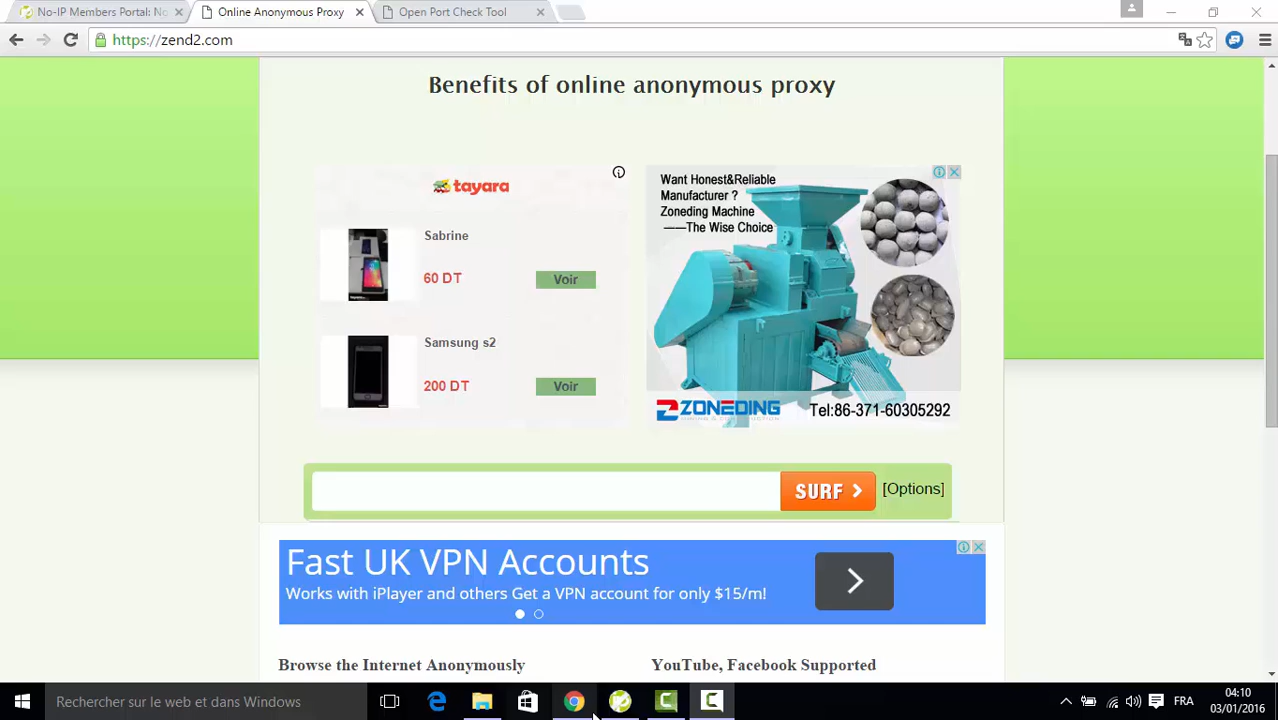 No-IP Members Portal: No
Online Anonymous Proxy
Open Port Check Tool
https://zend2.com
Benefits of online anonymous proxy
tayara
Sabrine
60 DT
Voir
Samsung s2
200 DT
Voir
Want Honest&Reliable
Manufacturer ?
Zoneding Machine
——The Wise Choice
ZONEDING
Tel:86-371-60305292
SURF
[Options]
Fast UK VPN Accounts
Works with iPlayer and others Get a VPN account for only $15/m!
Browse the Internet Anonymously
YouTube, Facebook Supported
Rechercher sur le web et dans Windows
FRA
04:10
03/01/2016